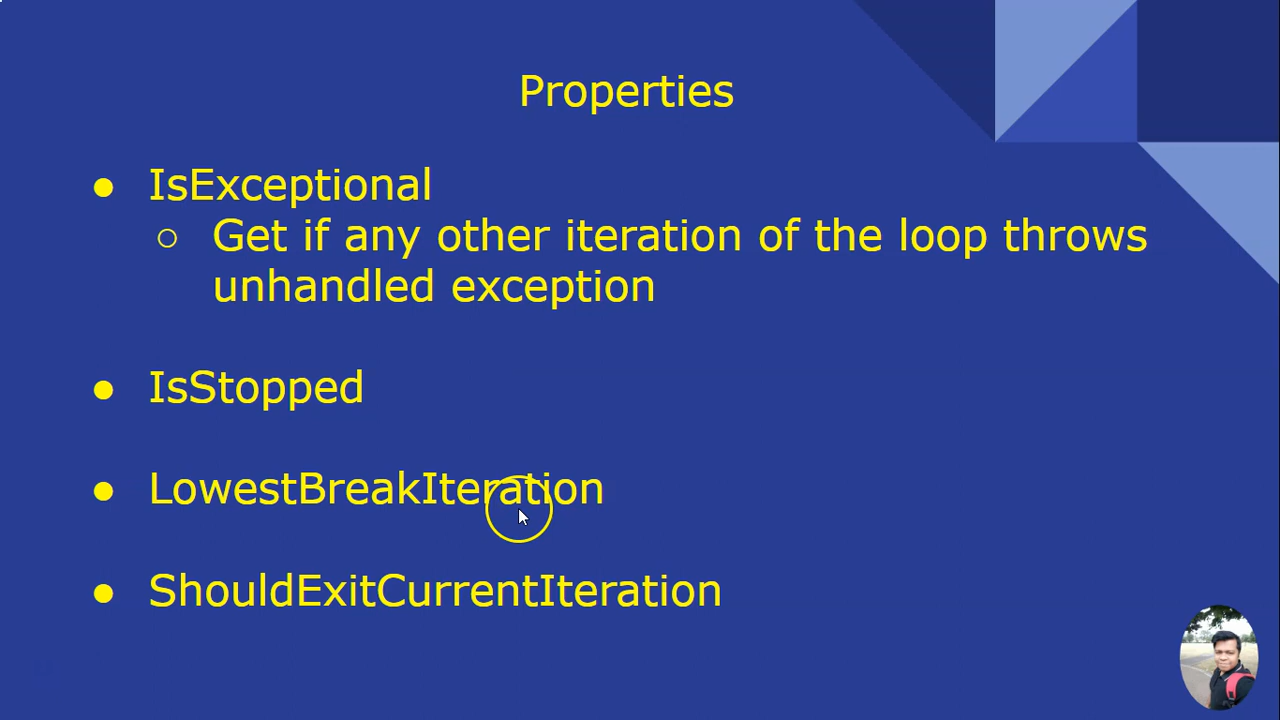 Properties
● IsExceptional
○ Get if any other iteration of the loop throws
unhandled exception
● IsStopped
● LowestBreakIteration
● ShouldExitCurrentIteration